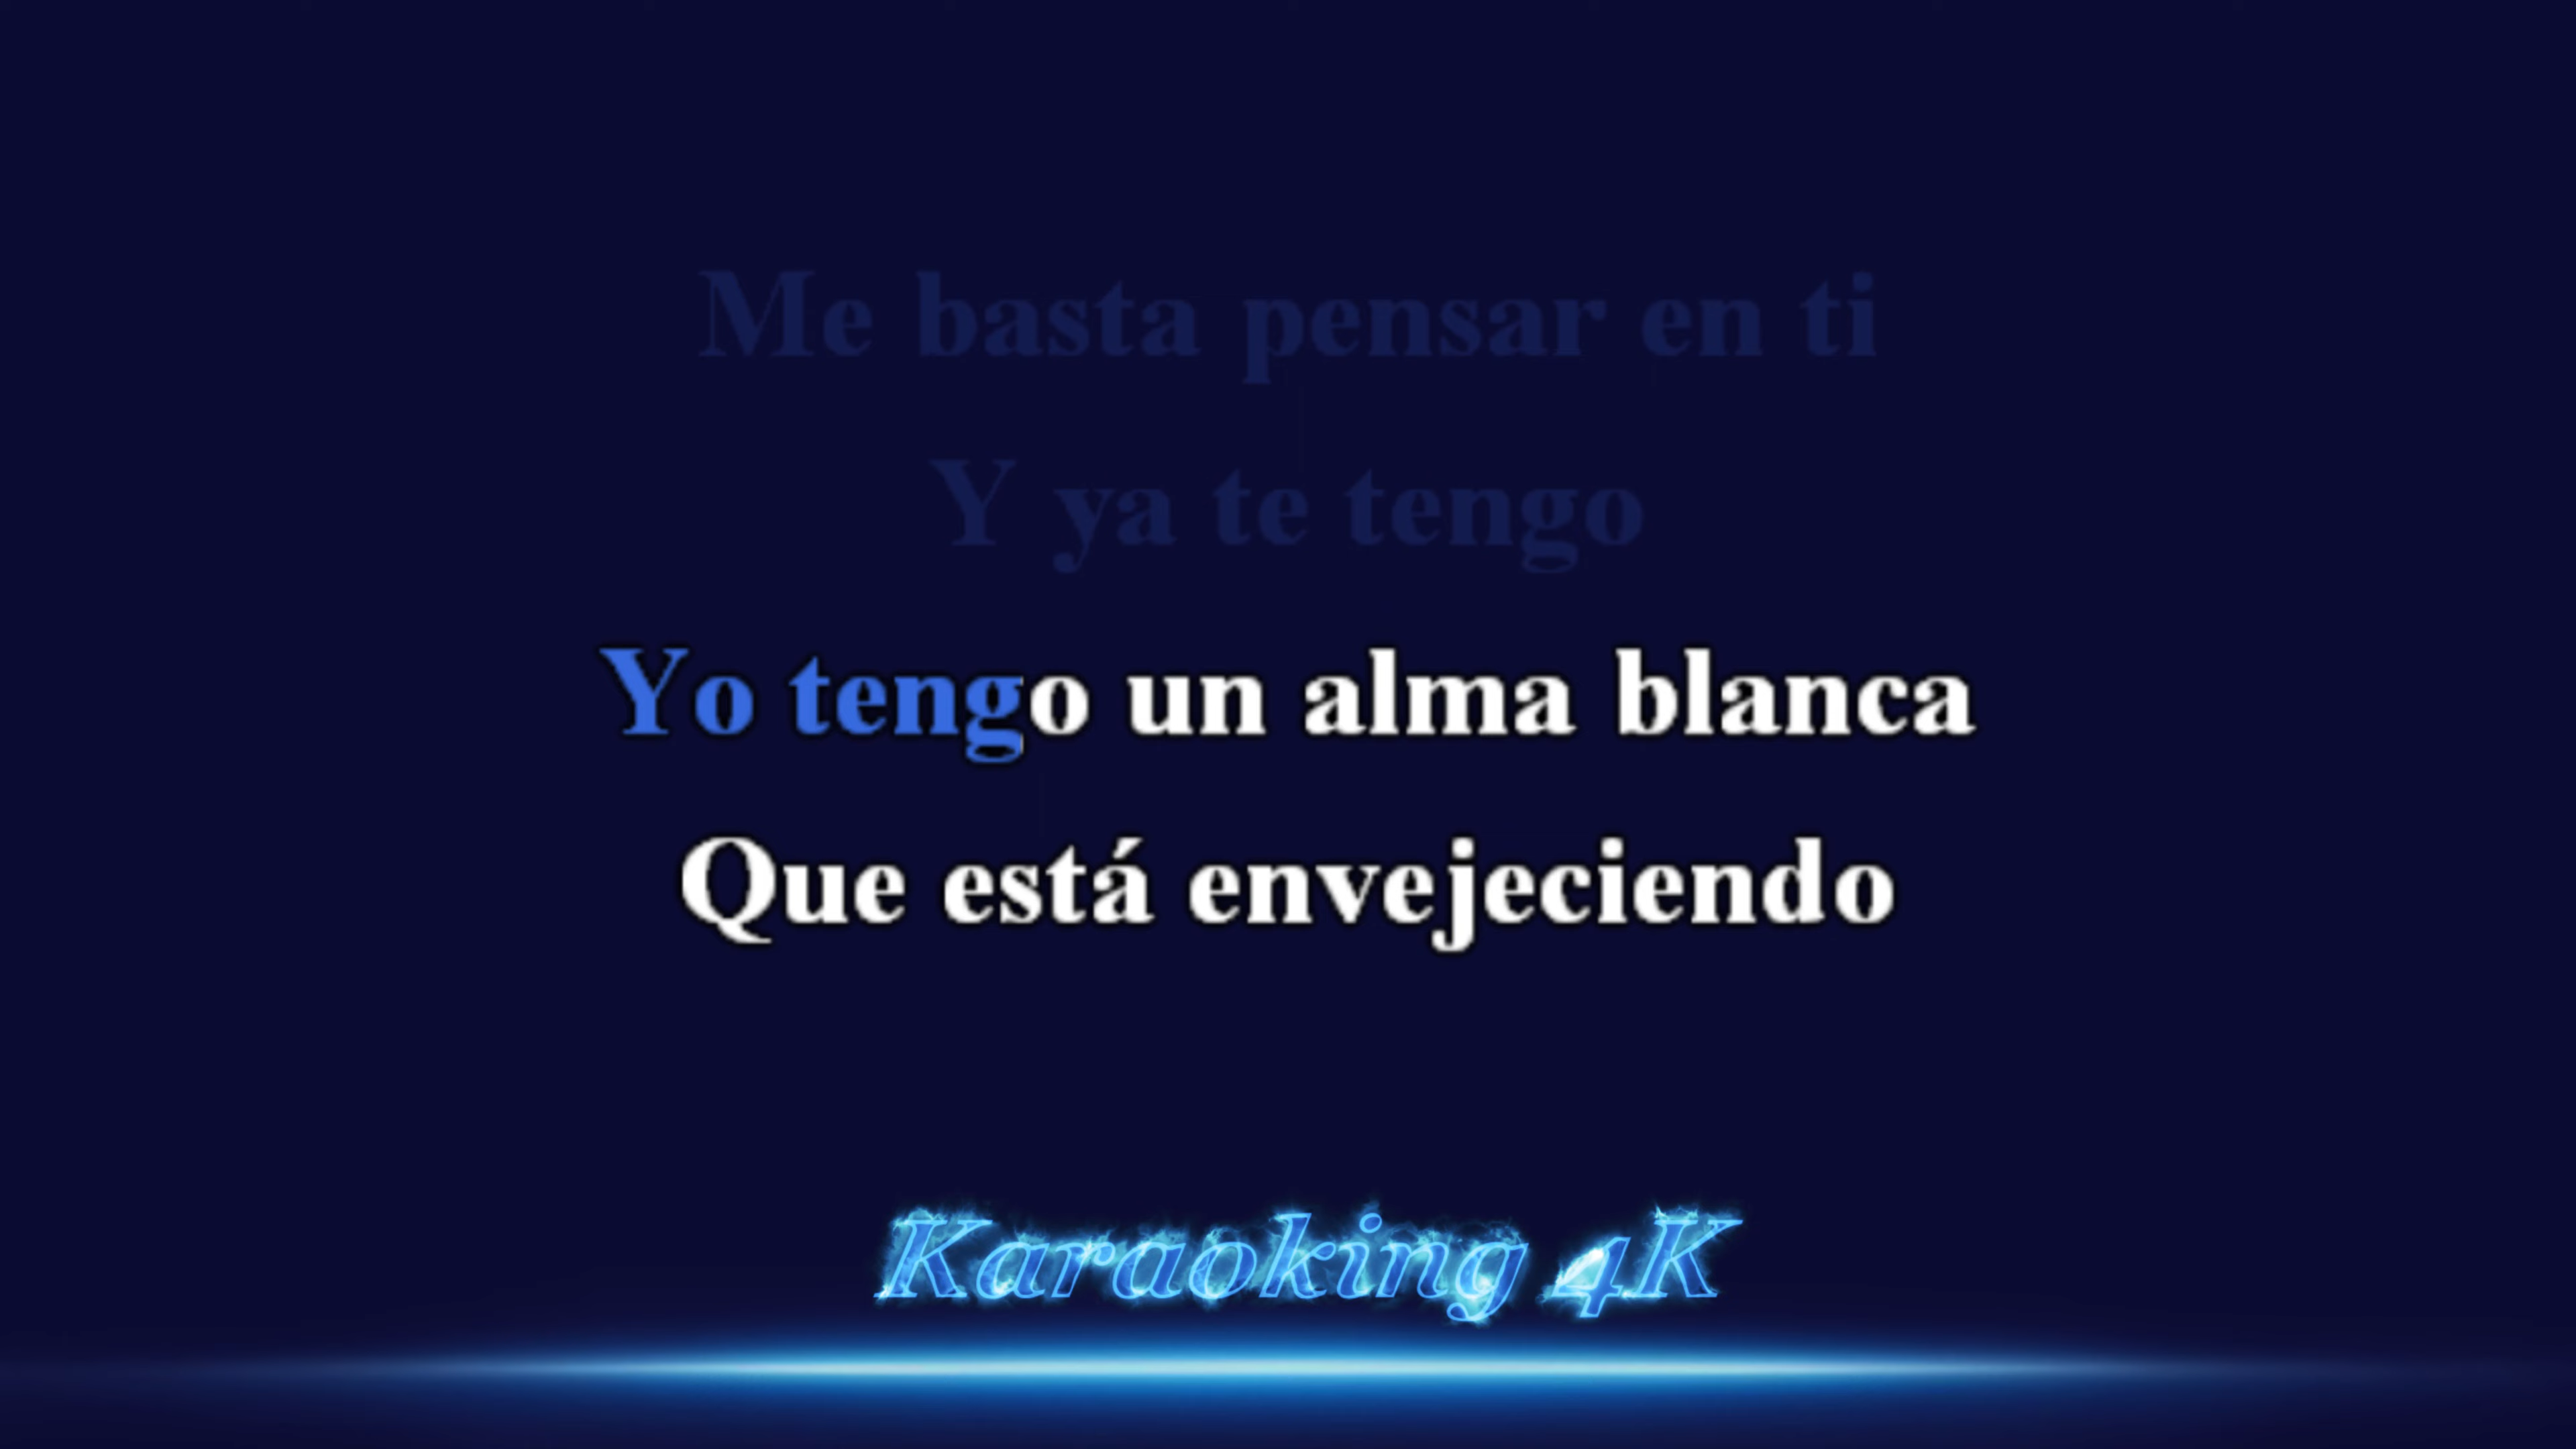 Me basta pensar en ti
Y ya te tengo
Yo tengo un alma blanca
Que está envejeciendo
Karaoking 4K